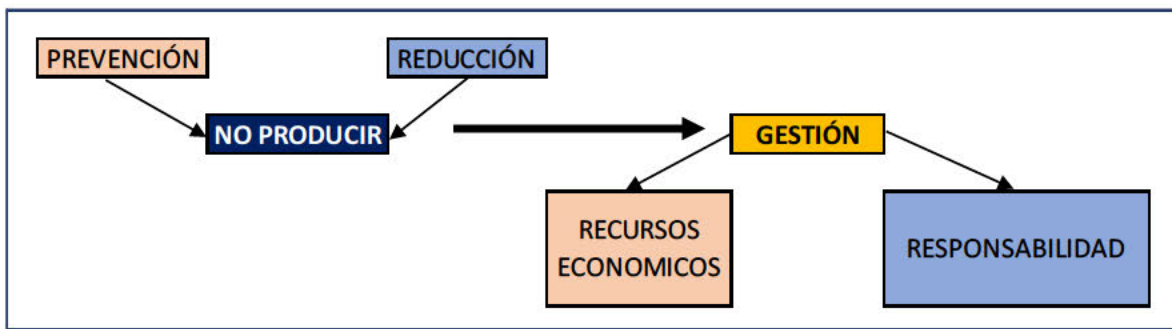 PREVENCIÓN
REDUCCIÓN
NO PRODUCIR
GESTIÓN
RECURSOS
ECONOMICOS
RESPONSABILIDAD